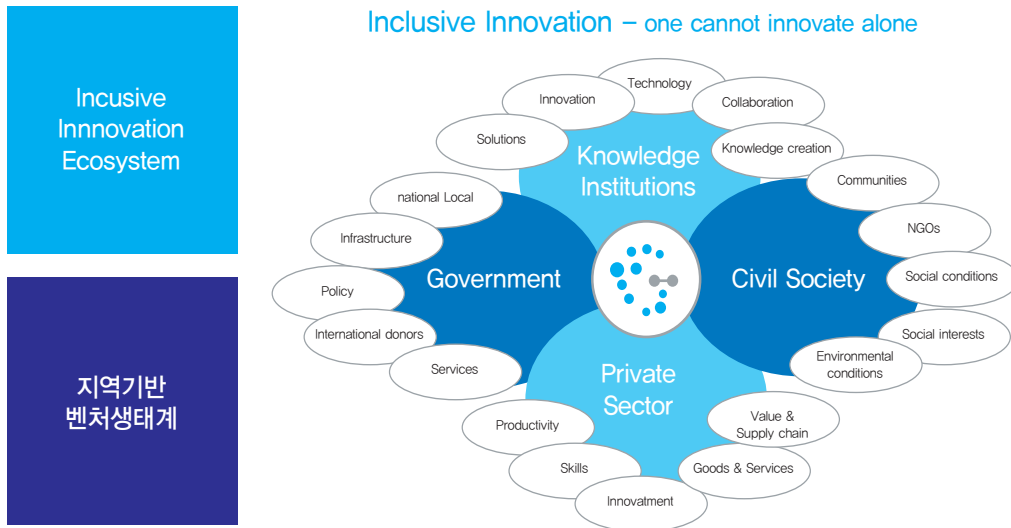 Incusive
Innnovation
Ecosystem
지역기반
벤처생태계
Inclusive Innovation – one cannot innovate alone
Technology
Innovation
Collaboration
Solutions
Knowledge creation
Knowledge
Institutions
Communities
national Local
NGOs
Infrastructure
Government
Civil Society
Social conditions
Policy
International donors
Social interests
Services
Environmental
conditions
Private
Sector
Productivity
Value &
Supply chain
Skills
Goods & Services
Innovatment